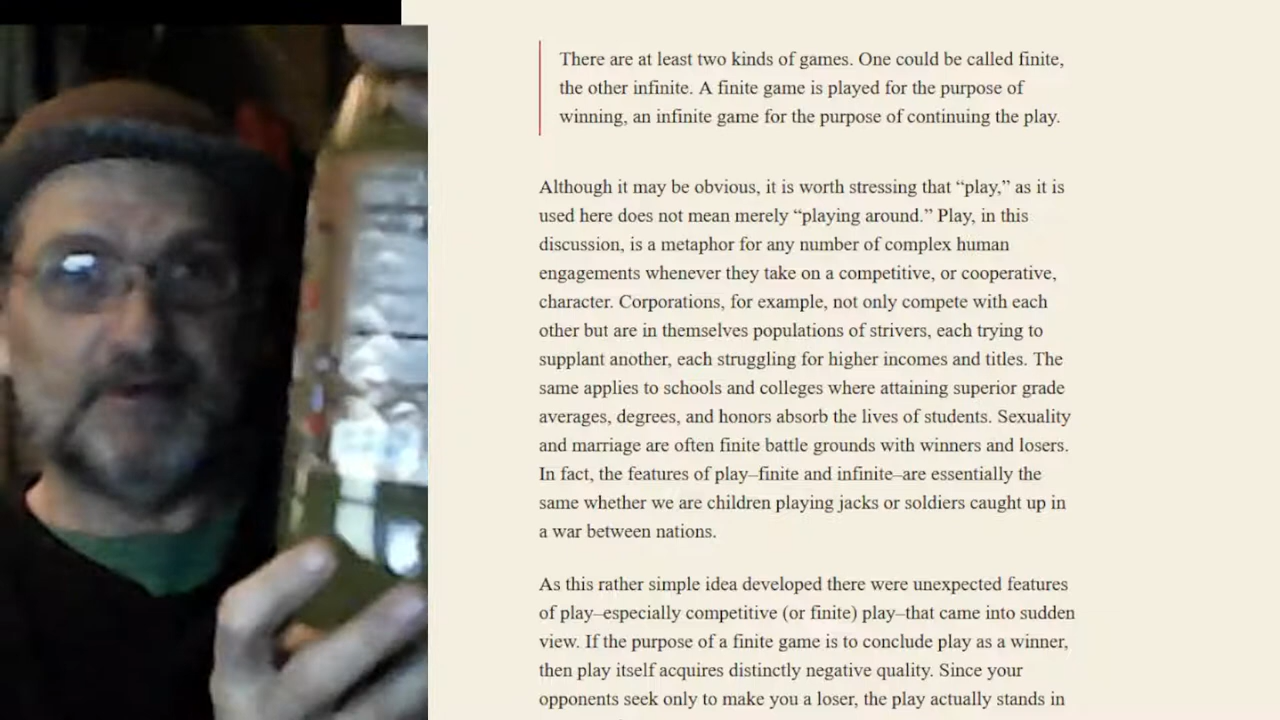 There are at least two kinds of games. One could be called finite,
the other infinite. A finite game is played for the purpose of
winning, an infinite game for the purpose of continuing the play.
Although it may be obvious, it is worth stressing that “play,” as it is
used here does not mean merely “playing around.” Play, in this
discussion, is a metaphor for any number of complex human
engagements whenever they take on a competitive, or cooperative,
character. Corporations, for example, not only compete with each
other but are in themselves populations of strivers, each trying to
supplant another, each struggling for higher incomes and titles. The
same applies to schools and colleges where attaining superior grade
averages, degrees, and honors absorb the lives of students. Sexuality
and marriage are often finite battle grounds with winners and losers.
In fact, the features of play–finite and infinite–are essentially the
same whether we are children playing jacks or soldiers caught up in
a war between nations.
As this rather simple idea developed there were unexpected features
of play–especially competitive (or finite) play–that came into sudden
view. If the purpose of a finite game is to conclude play as a winner,
then play itself acquires distinctly negative quality. Since your
opponents seek only to make you a loser, the play actually stands in